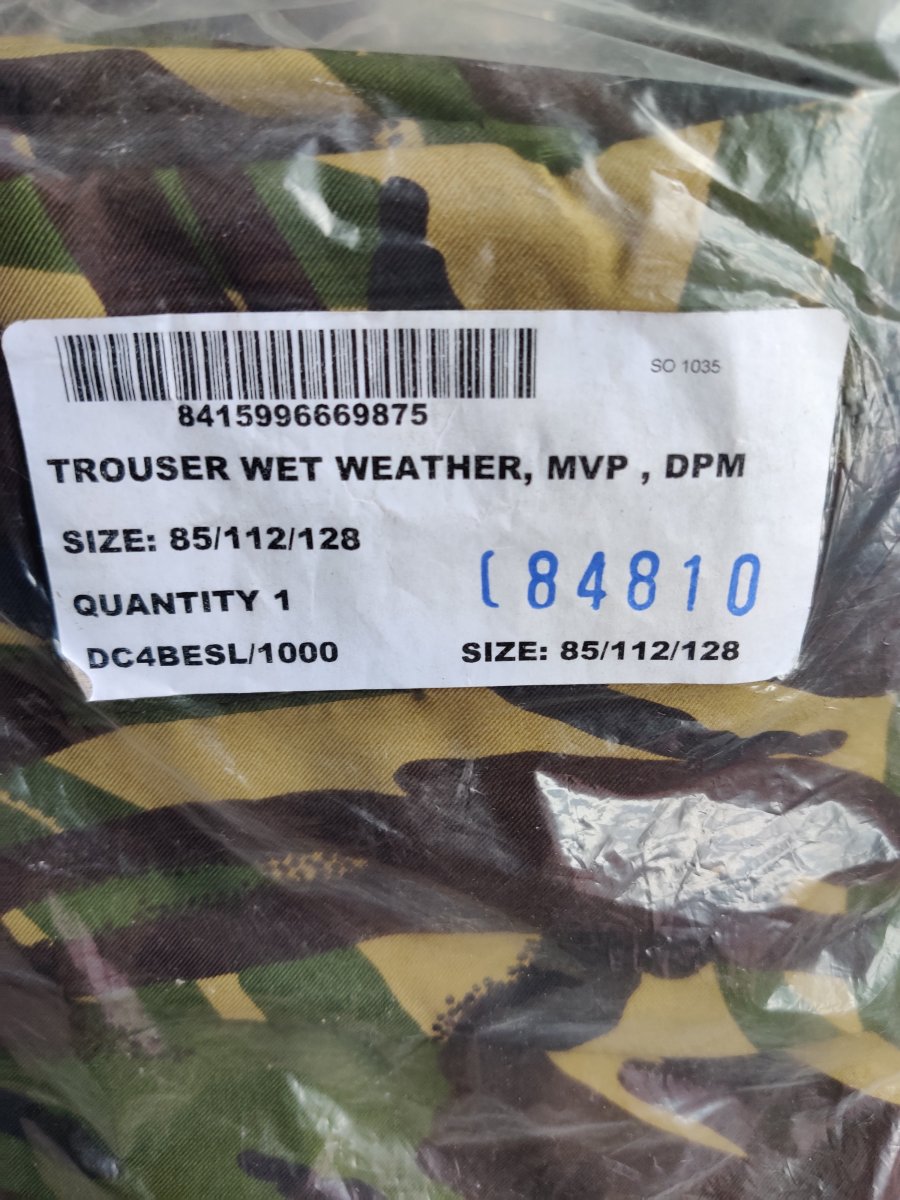 SO 1035
8415996669875
TROUSER WET WEATHER, MVP , DPM
SIZE: 85/112/128
QUANTITY 1
84810
DC4BESL/1000
SIZE: 85/112/128